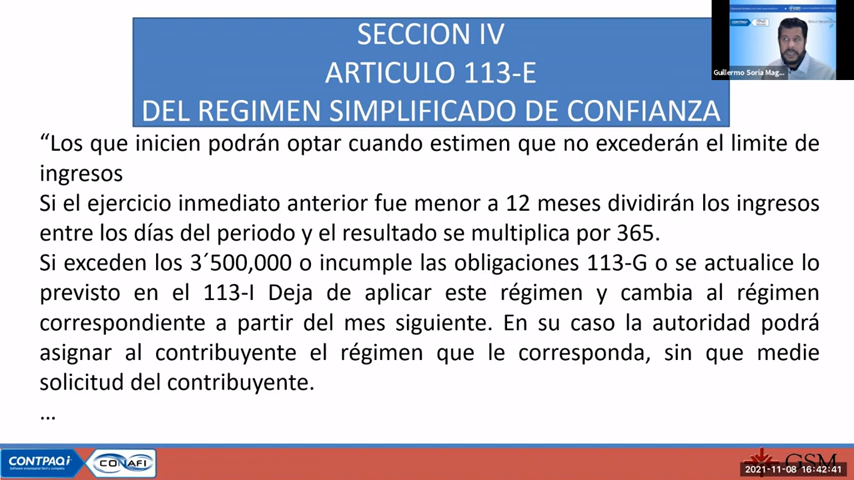 SECCION IV
ARTICULO 113-E
DEL REGIMEN SIMPLIFICADO DE CONFIANZA
Guillermo Soria Mag...
“Los que inicien podrán optar cuando estimen que no excederán el limite de
ingresos
Si el ejercicio inmediato anterior fue menor a 12 meses dividirán los ingresos
entre los días del periodo y el resultado se multiplica por 365.
Si exceden los 3´500,000 o incumple las obligaciones 113-G o se actualice lo
previsto en el 113-I Deja de aplicar este régimen y cambia al régimen
correspondiente a partir del mes siguiente. En su caso la autoridad podrá
asignar al contribuyente el régimen que le corresponda, sin que medie
solicitud del contribuyente.
...
CONTPAQi
CONAFI
GSM
2021-11-08 16:42:41